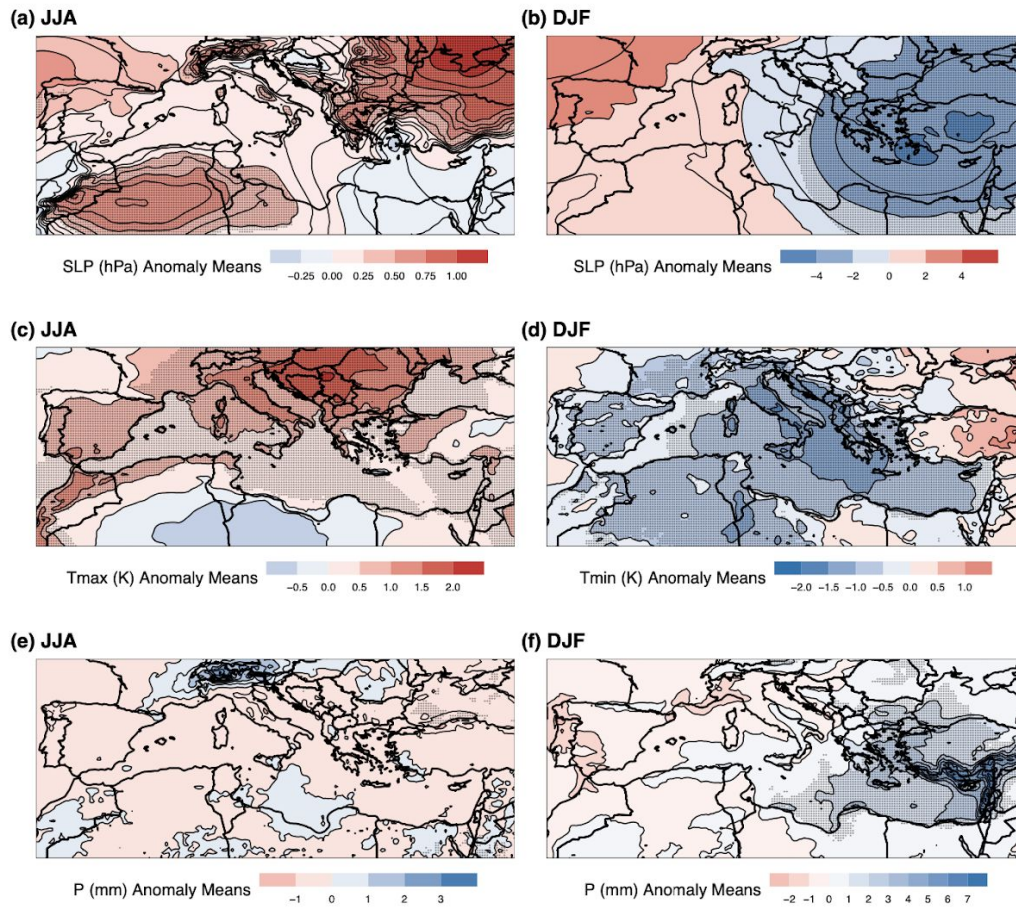 (a) JJA
(b) DJF
SLP (hPa) Anomaly Means
−0.25 0.00 0.25 0.50 0.75 1.00
SLP (hPa) Anomaly Means
−4 −2 0 2 4
(c) JJA
(d) DJF
Tmax (K) Anomaly Means
−0.5 0.0 0.5 1.0 1.5 2.0
Tmin (K) Anomaly Means
−2.0 −1.5 −1.0 −0.5 0.0 0.5 1.0
(e) JJA
(f) DJF
P (mm) Anomaly Means
−1 0 1 2 3
P (mm) Anomaly Means
−2 −1 0 1 2 3 4 5 6 7